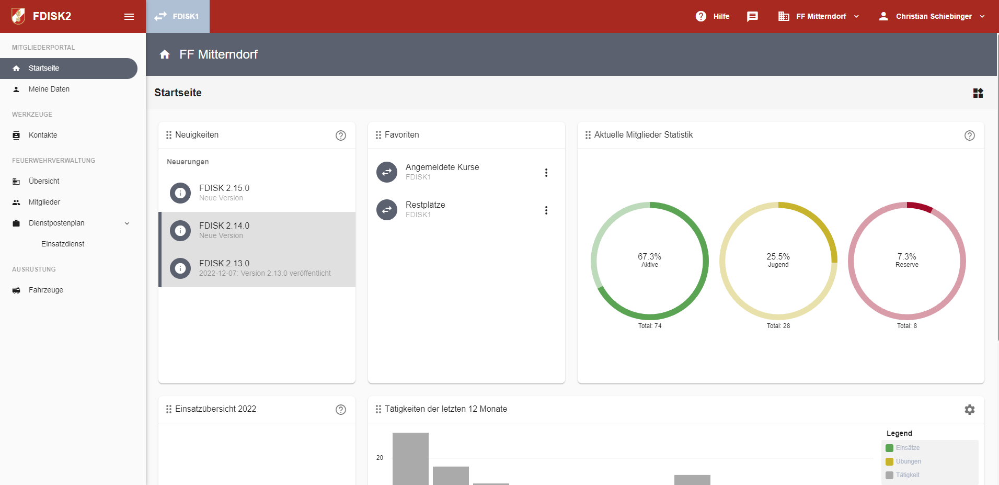 FDISK2
FDISK1
Hilfe
FF Mitterndorf
Christian Schiebinger
MITGLIEDERPORTAL
Startseite
Meine Daten
WERKZEUGE
Kontakte
FEUERWEHRVERWALTUNG
Übersicht
Mitglieder
Dienstpostenplan
Einsatzdienst
AUSRÜSTUNG
Fahrzeuge
FF Mitterndorf
Startseite
Neuigkeiten
Neuerungen
FDISK 2.15.0
Neue Version
FDISK 2.14.0
Neue Version
FDISK 2.13.0
2022-12-07: Version 2.13.0 veröffentlicht
Favoriten
Angemeldete Kurse
FDISK1
Restplätze
FDISK1
Aktuelle Mitglieder Statistik
67.3%
Aktive
Total: 74
25.5%
Jugend
Total: 28
7.3%
Reserve
Total: 8
Einsatzübersicht 2022
Tätigkeiten der letzten 12 Monate
20
Legend
Einsätze
Übungen
Tätigkeit